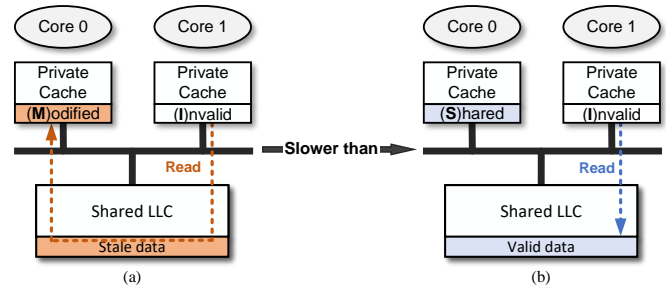 Core 0
Core 1
Private
Cache
(M)odified
Private
Cache
(I)nvalid
Read
Shared LLC
Stale data
(a)
Slower than
Core 0
Core 1
Private
Cache
(S)hared
Private
Cache
(I)nvalid
Read
Shared LLC
Valid data
(b)